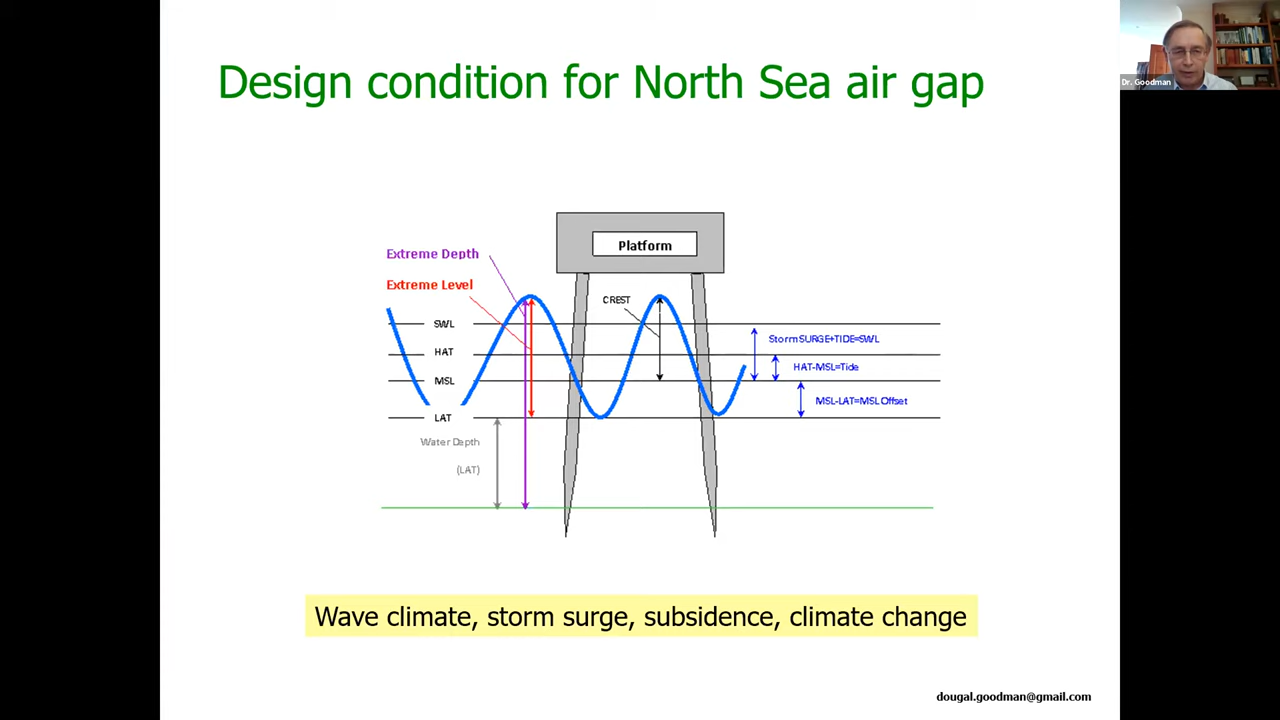 Design condition for North Sea air gap
Dr. Goodman
Platform
Extreme Depth
Extreme Level
CREST
SWL
HAT
MSL
LAT
Water Depth
(LAT)
Storm SURGE+TIDE=SWL
HAT-MSL=Tide
MSL-LAT=MSL Offset
Wave climate, storm surge, subsidence, climate change
dougal.goodman@gmail.com